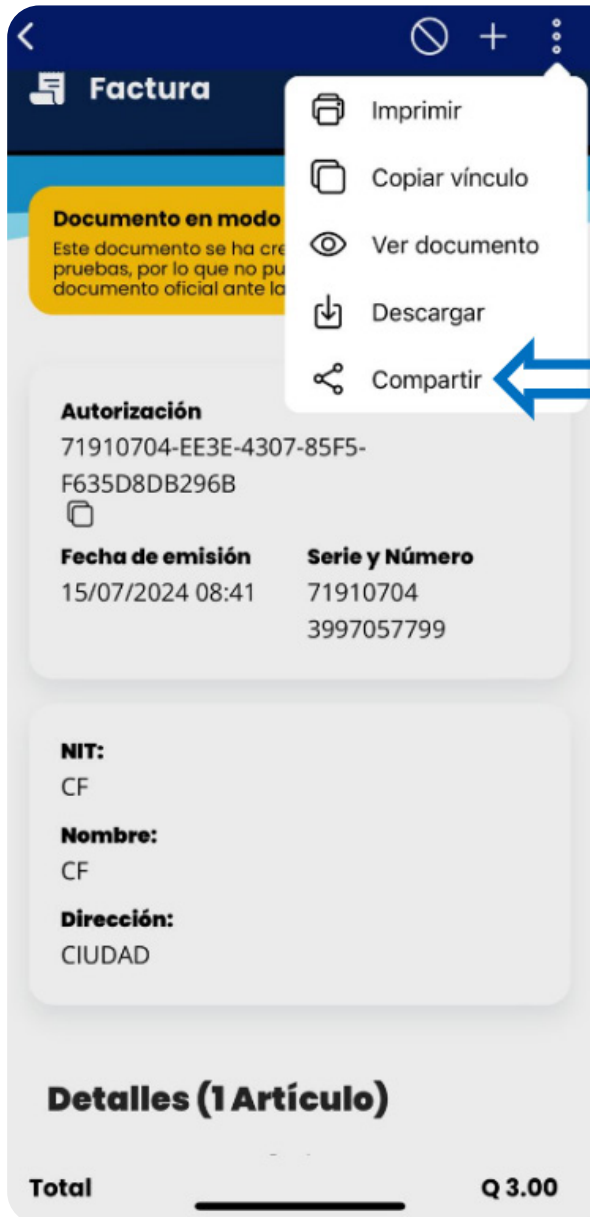 Factura
Imprimir
Copiar vínculo
Ver documento
Descargar
Compartir
Documento en modo
Este documento se ha cre
pruebas, por lo que no pu
documento oficial ante la
Autorización
71910704-EE3E-4307-85F5-
F635D8DB296B
Fecha de emisión
15/07/2024 08:41
Serie y Número
71910704
3997057799
NIT:
CF
Nombre:
CF
Dirección:
CIUDAD
Detalles (1 Artículo)
Total Q 3.00